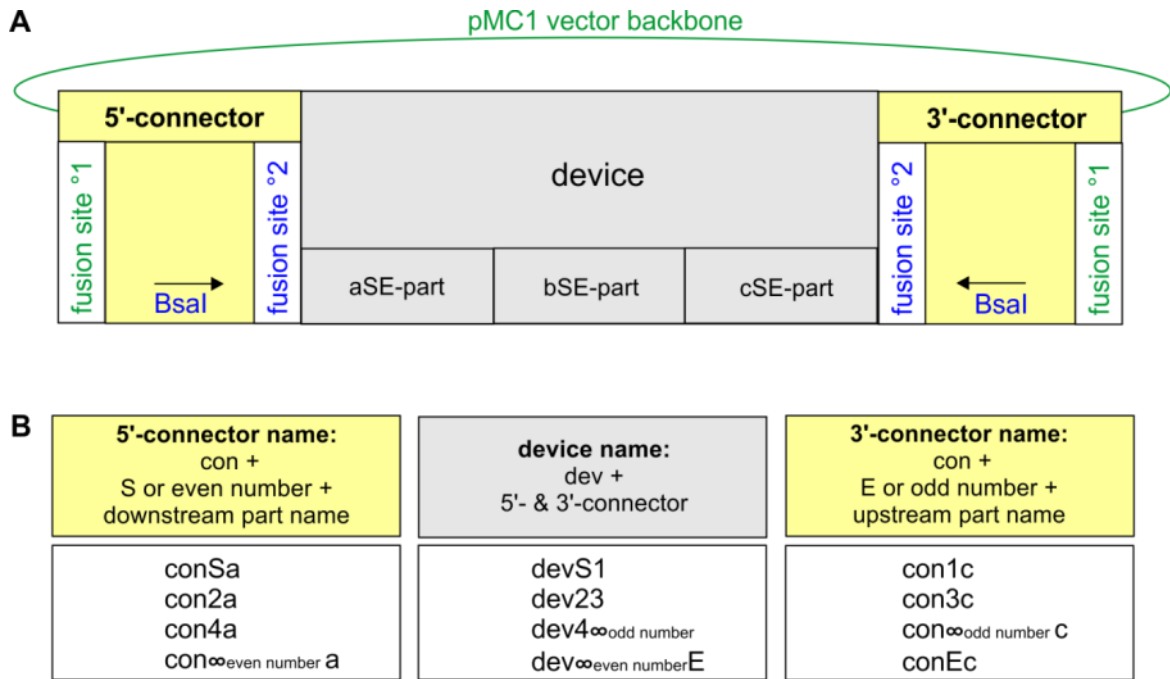 A
pMC1 vector backbone
5'-connector
3'-connector
device
fusion site °1
fusion site °2
fusion site °2
fusion site °1
BsaI
BsaI
aSE-part
bSE-part
cSE-part
B
5'-connector name:
con +
S or even number +
downstream part name
device name:
dev +
5'- & 3'-connector
3'-connector name:
con +
E or odd number +
upstream part name
conSa
con2a
con4a
con∞even number a
devS1
dev23
dev4∞odd number
dev∞even numberE
con1c
con3c
con∞odd number c
conEc